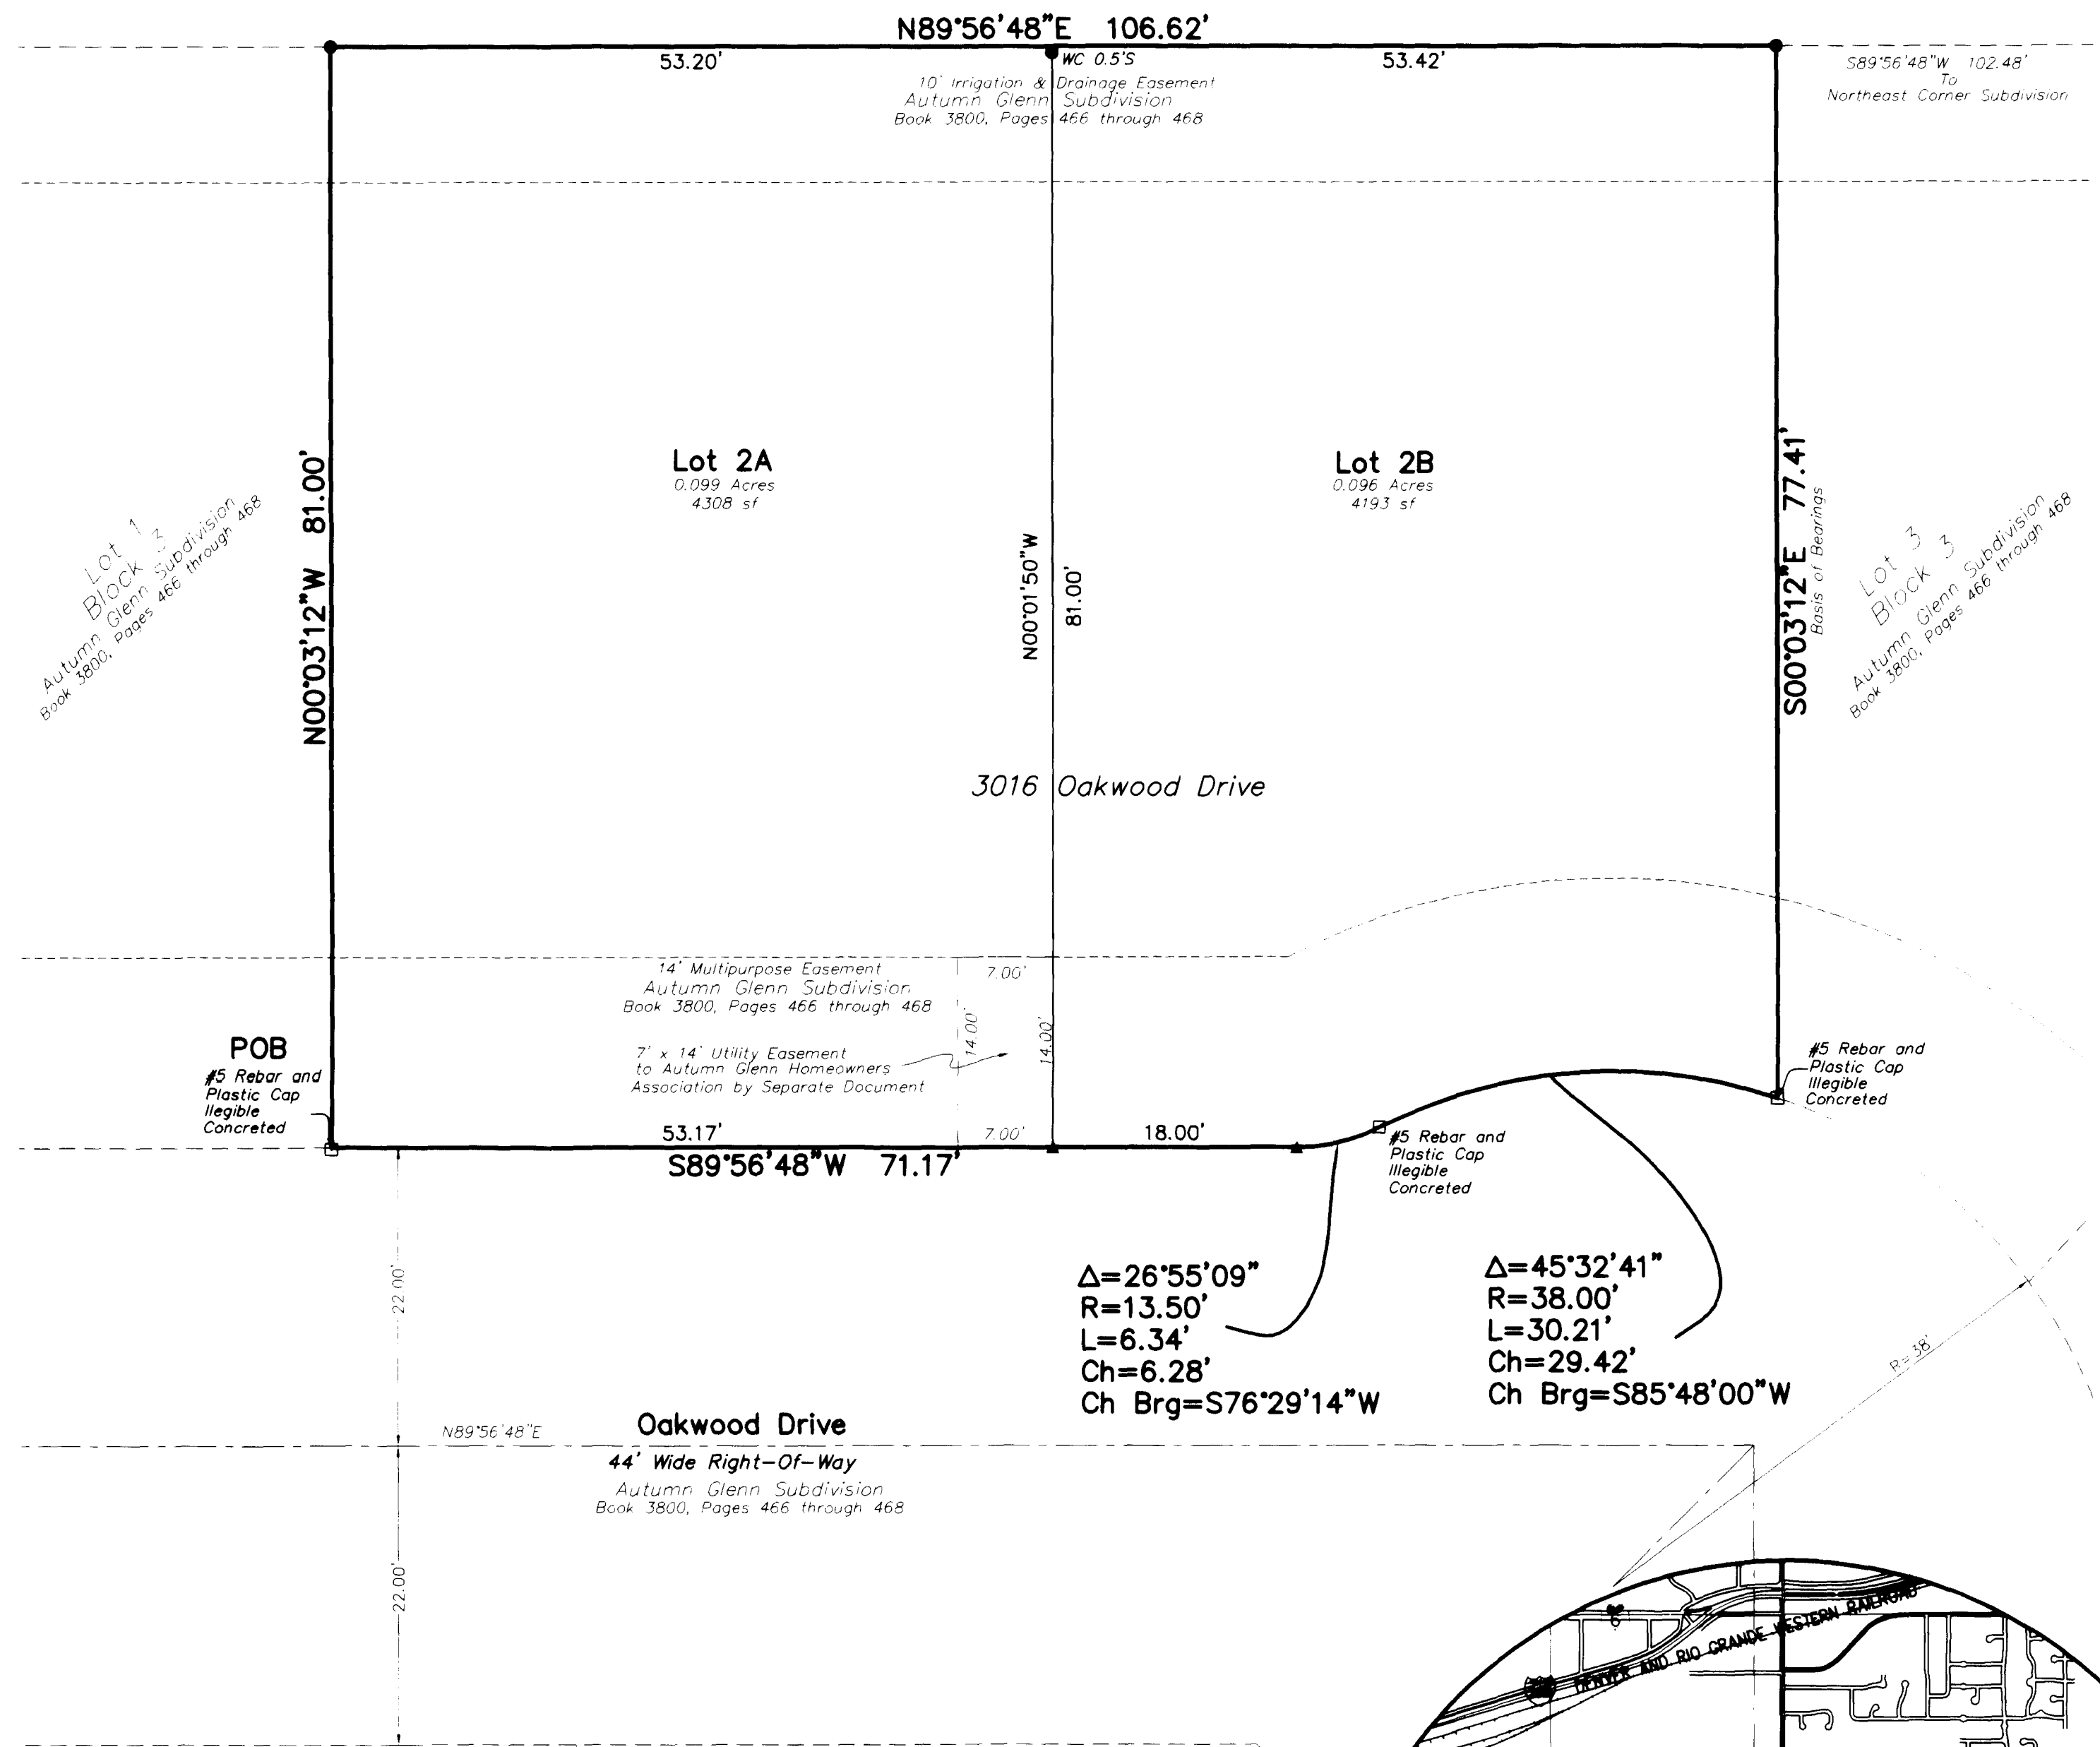 N89°56'48"E 106.62'
53.20'
WC 0.5'S
53.42'
S89°56'48"W 102.48'
To
Northeast Corner Subdivision
10' Irrigation & Drainage Easement
Autumn Glenn Subdivision
Book 3800, Pages 466 through 468
Lot 2A
0.099 Acres
4308 sf
Lot 2B
0.096 Acres
4193 sf
N00°03'12"W 81.00'
Lot 1
Block 3
Autumn Glenn Subdivision
Book 3800, Pages 466 through 468
N00°01'50"W
81.00'
S00°03'12"E 77.41'
Basis of Bearings
Lot 3
Block 3
Autumn Glenn Subdivision
Book 3800, Pages 466 through 468
3016 Oakwood Drive
14' Multipurpose Easement
Autumn Glenn Subdivision
Book 3800, Pages 466 through 468
7.00'
14.00'
14.00'
7' x 14' Utility Easement
to Autumn Glenn Homeowners
Association by Separate Document
POB
#5 Rebar and
Plastic Cap
llegible
Concreted
#5 Rebar and
Plastic Cap
Illegible
Concreted
53.17'
7.00'
18.00'
S89°56'48"W 71.17'
#5 Rebar and
Plastic Cap
Illegible
Concreted
Δ=26°55'09"
R=13.50'
L=6.34'
Ch=6.28'
Ch Brg=S76°29'14"W
Δ=45°32'41"
R=38.00'
L=30.21'
Ch=29.42'
Ch Brg=S85°48'00"W
22.00'
R=38'
N89°56'48"E
Oakwood Drive
44' Wide Right-Of-Way
Autumn Glenn Subdivision
Book 3800, Pages 466 through 468
22.00'
6
DENVER AND RIO GRANDE WESTERN RAILROAD